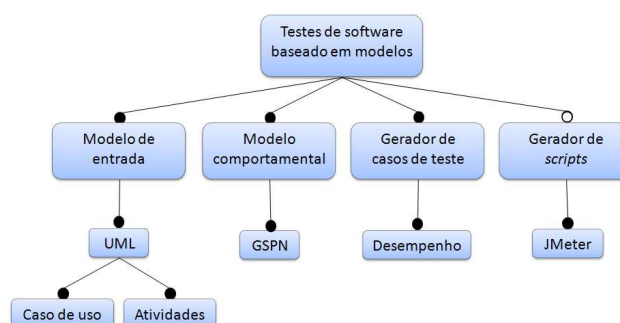 Testes de software
baseado em modelos
Modelo de
entrada
Modelo
comportamental
Gerador de
casos de teste
Gerador de
scripts
UML
GSPN
Desempenho
JMeter
Caso de uso
Atividades